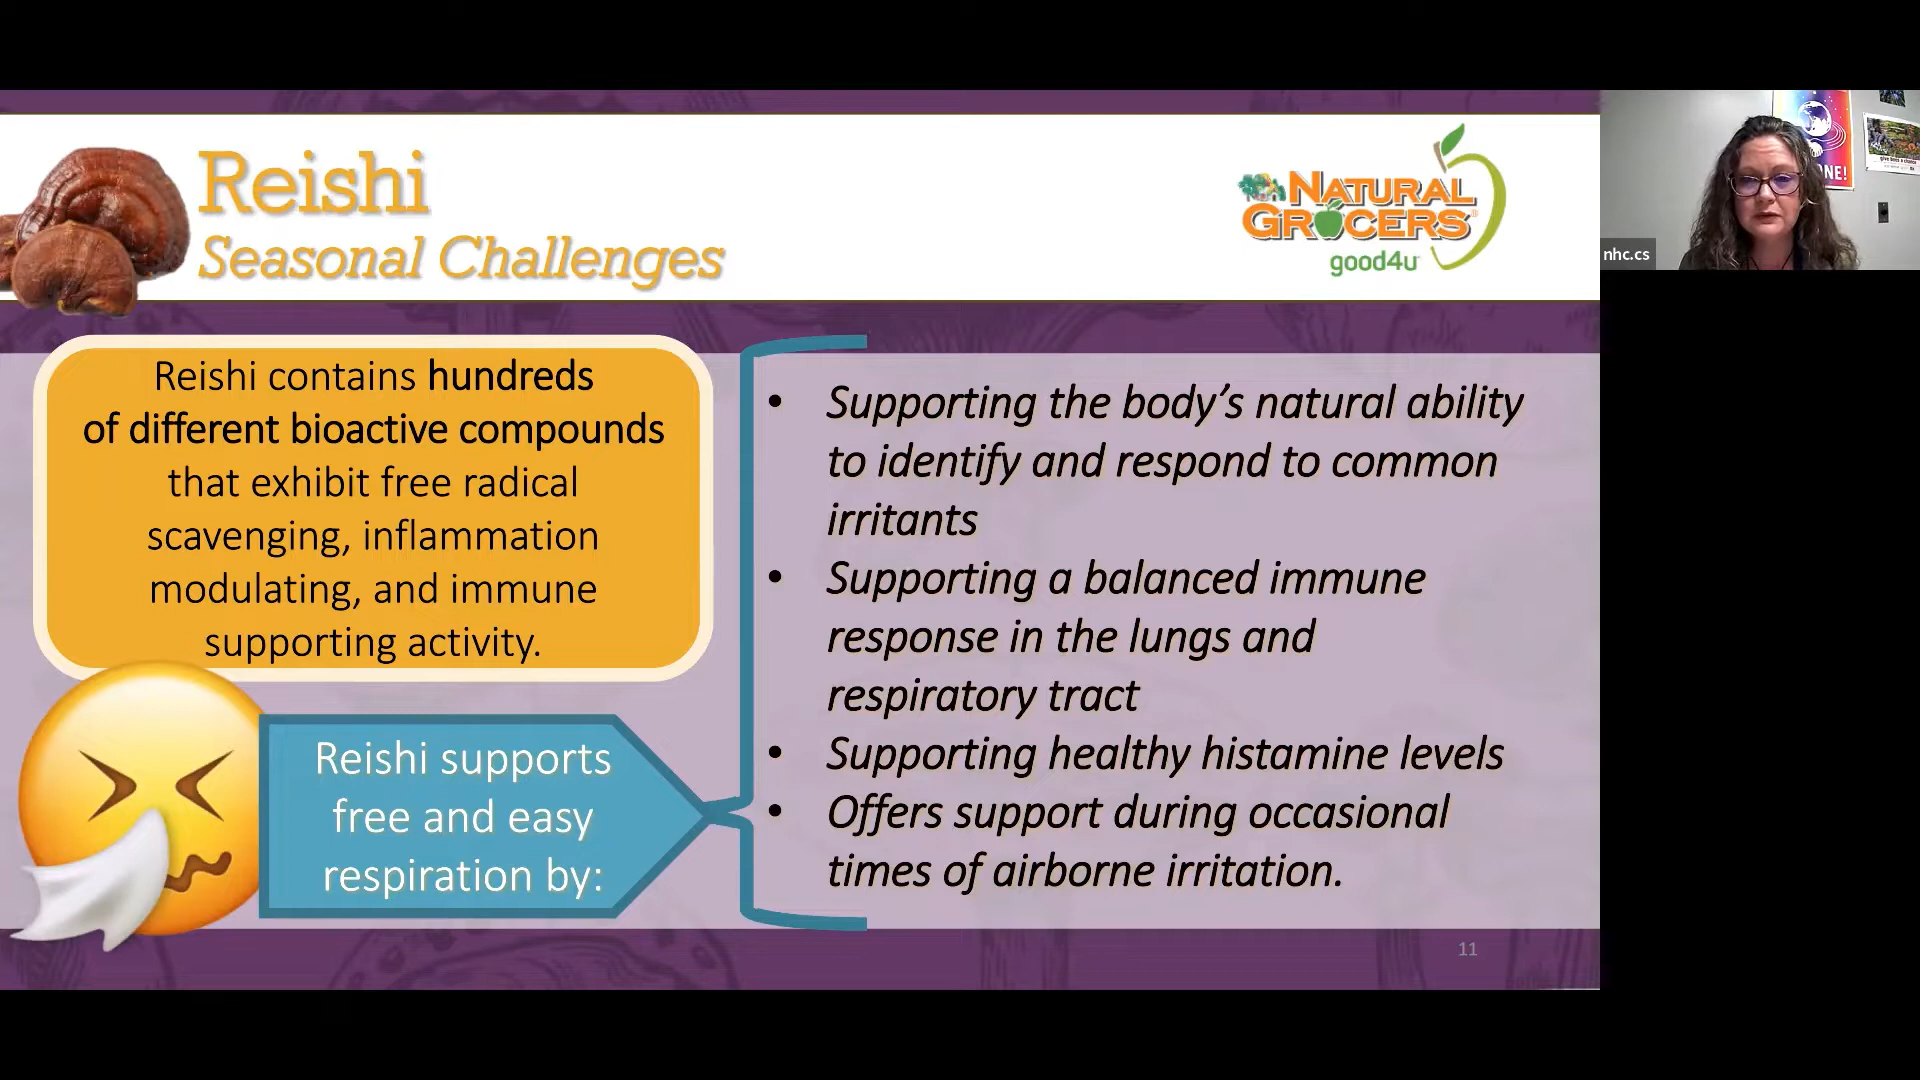 Reishi
Seasonal Challenges
NATURAL
GROCERS®
good4u
nhc.cs
Reishi contains hundreds
of different bioactive compounds
that exhibit free radical
scavenging, inflammation
modulating, and immune
supporting activity.
Reishi supports
free and easy
respiration by:
• Supporting the body’s natural ability
to identify and respond to common
irritants
• Supporting a balanced immune
response in the lungs and
respiratory tract
• Supporting healthy histamine levels
• Offers support during occasional
times of airborne irritation.
11